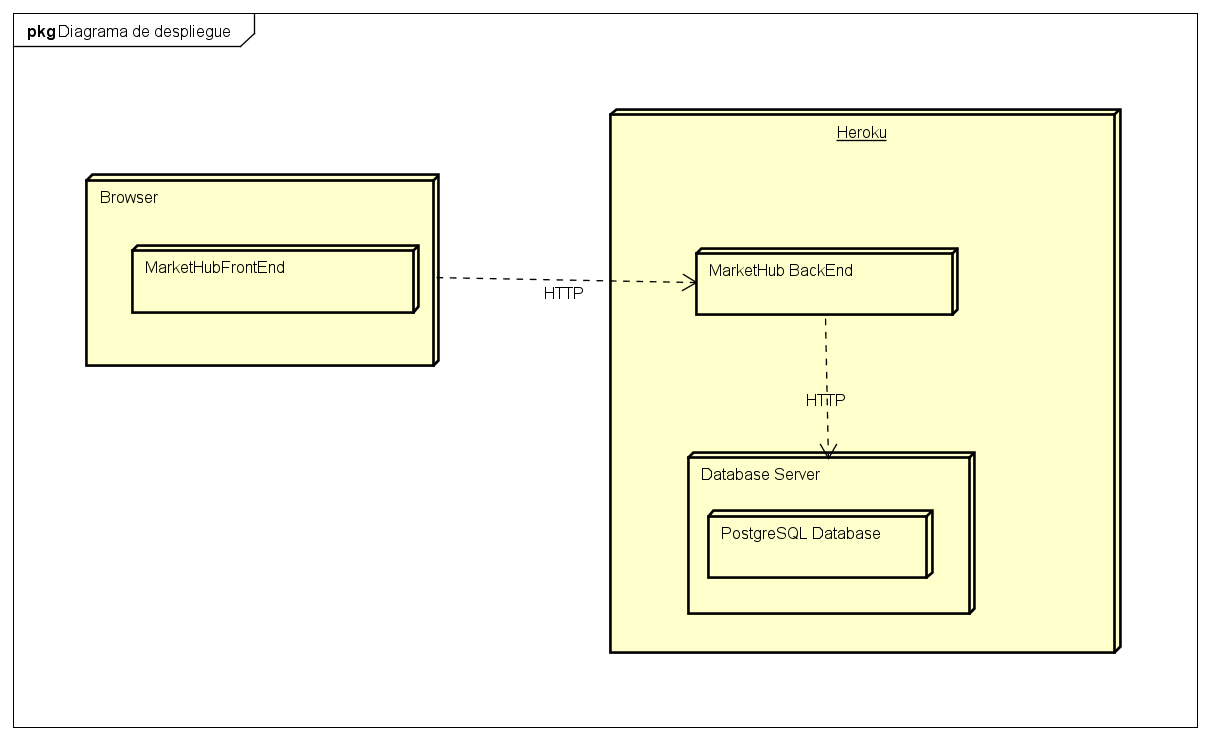 pkg Diagrama de despliegue
Heroku
Browser
MarketHubFrontEnd
MarketHub BackEnd
HTTP
HTTP
Database Server
PostgreSQL Database